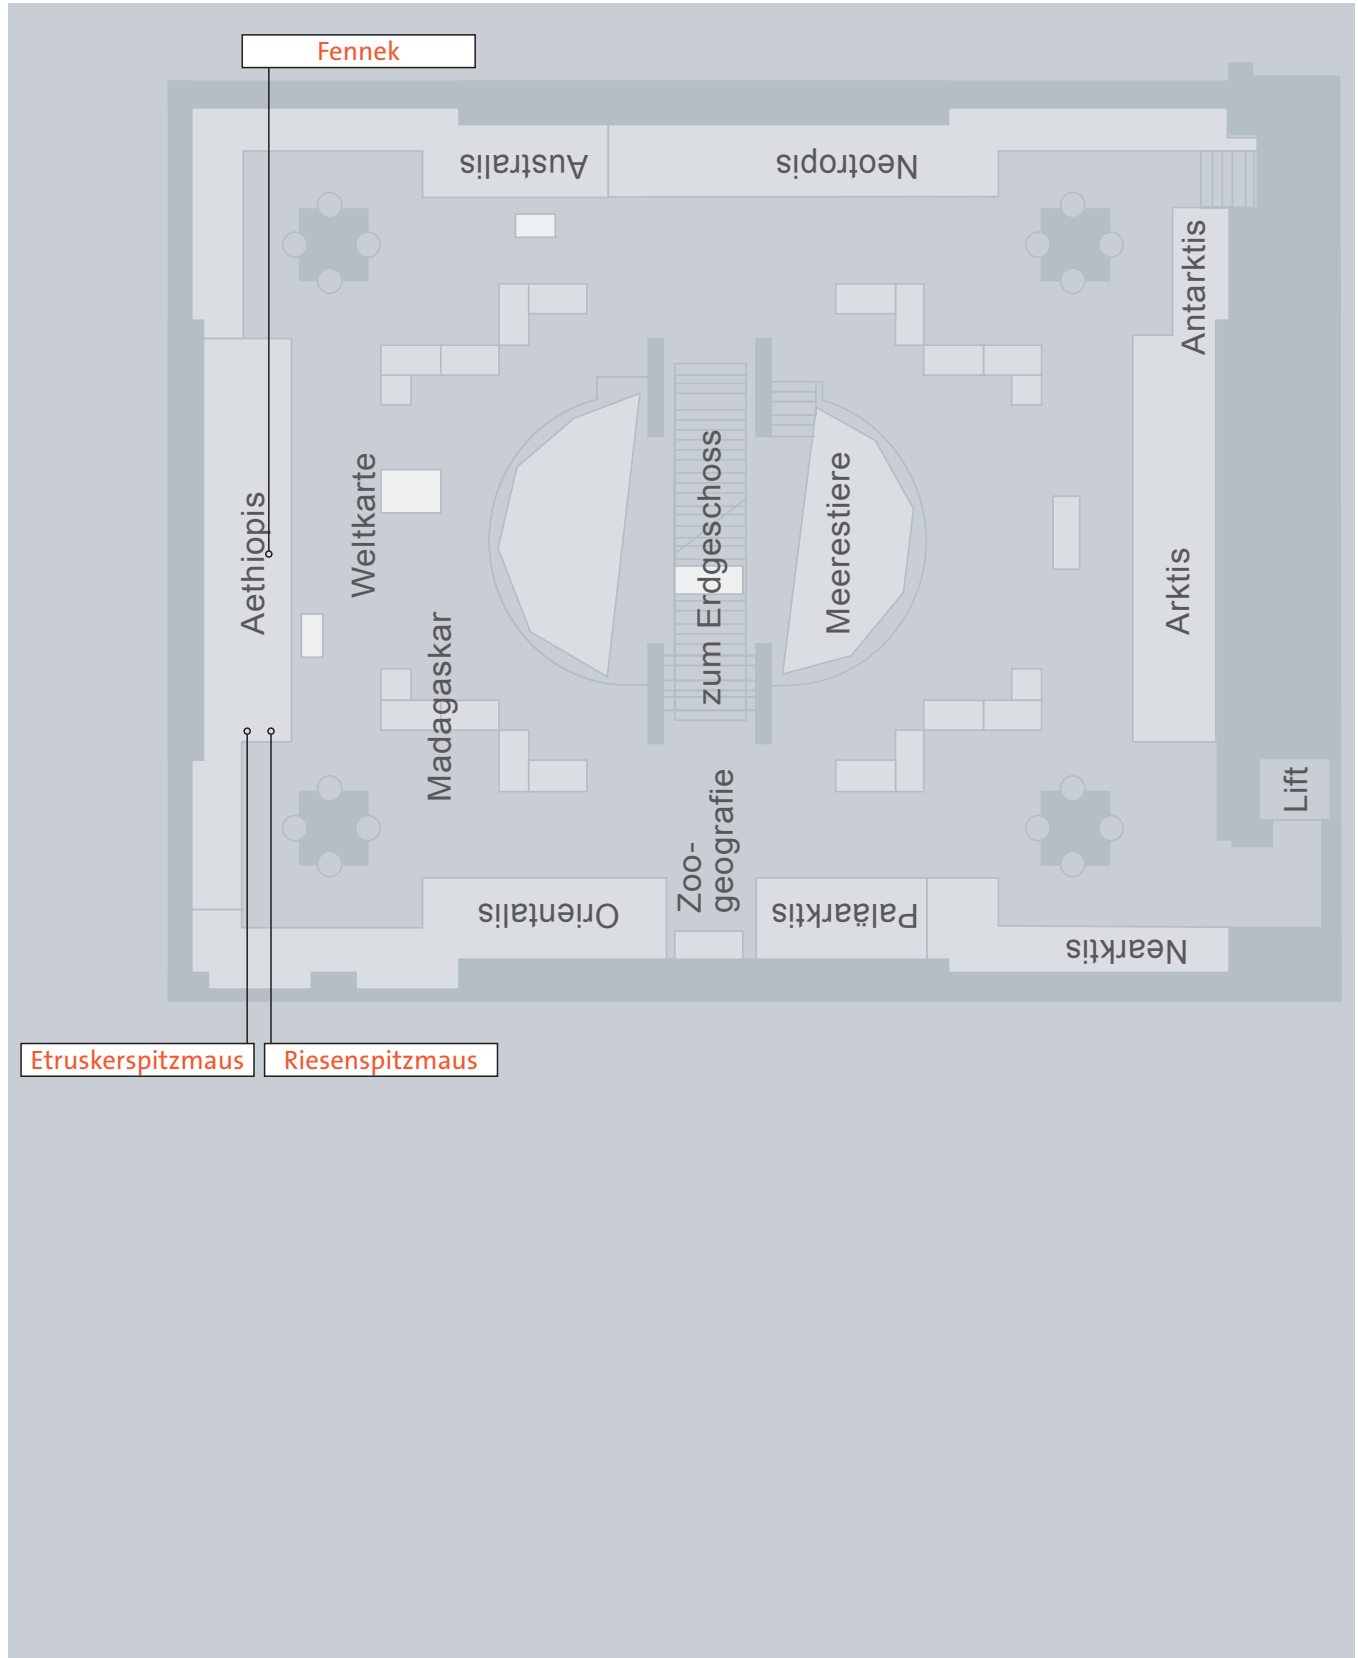 Fennek
Australis
Neotropis
Antarktis
Aethiopis
Weltkarte
Madagaskar
zum Erdgeschoss
Meerestiere
Arktis
Lift
Zoo-
geografie
Orientalis
Paläarktis
Nearktis
Etruskerspitzmaus
Riesenspitzmaus